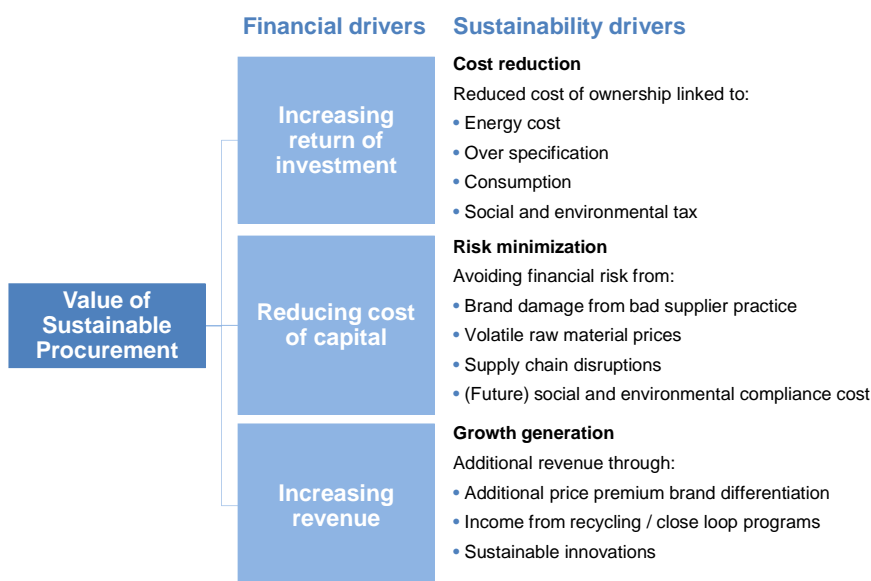 Financial drivers
Sustainability drivers
Value of
Sustainable
Procurement
Increasing
return of
investment
Cost reduction
Reduced cost of ownership linked to:
• Energy cost
• Over specification
• Consumption
• Social and environmental tax
Reducing cost
of capital
Risk minimization
Avoiding financial risk from:
• Brand damage from bad supplier practice
• Volatile raw material prices
• Supply chain disruptions
• (Future) social and environmental compliance cost
Increasing
revenue
Growth generation
Additional revenue through:
• Additional price premium brand differentiation
• Income from recycling / close loop programs
• Sustainable innovations